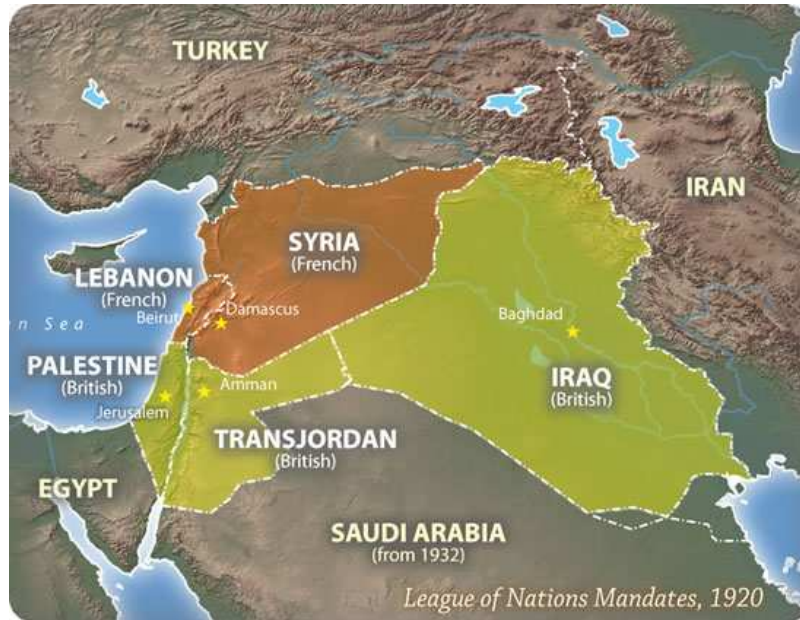 TURKEY
IRAN
SYRIA
(French)
LEBANON
(French)
Beirut
Damascus
n Sea
Baghdad
PALESTINE
(British)
IRAQ
(British)
Amman
Jerusalem
TRANSJORDAN
(British)
EGYPT
SAUDI ARABIA
(from 1932)
League of Nations Mandates, 1920